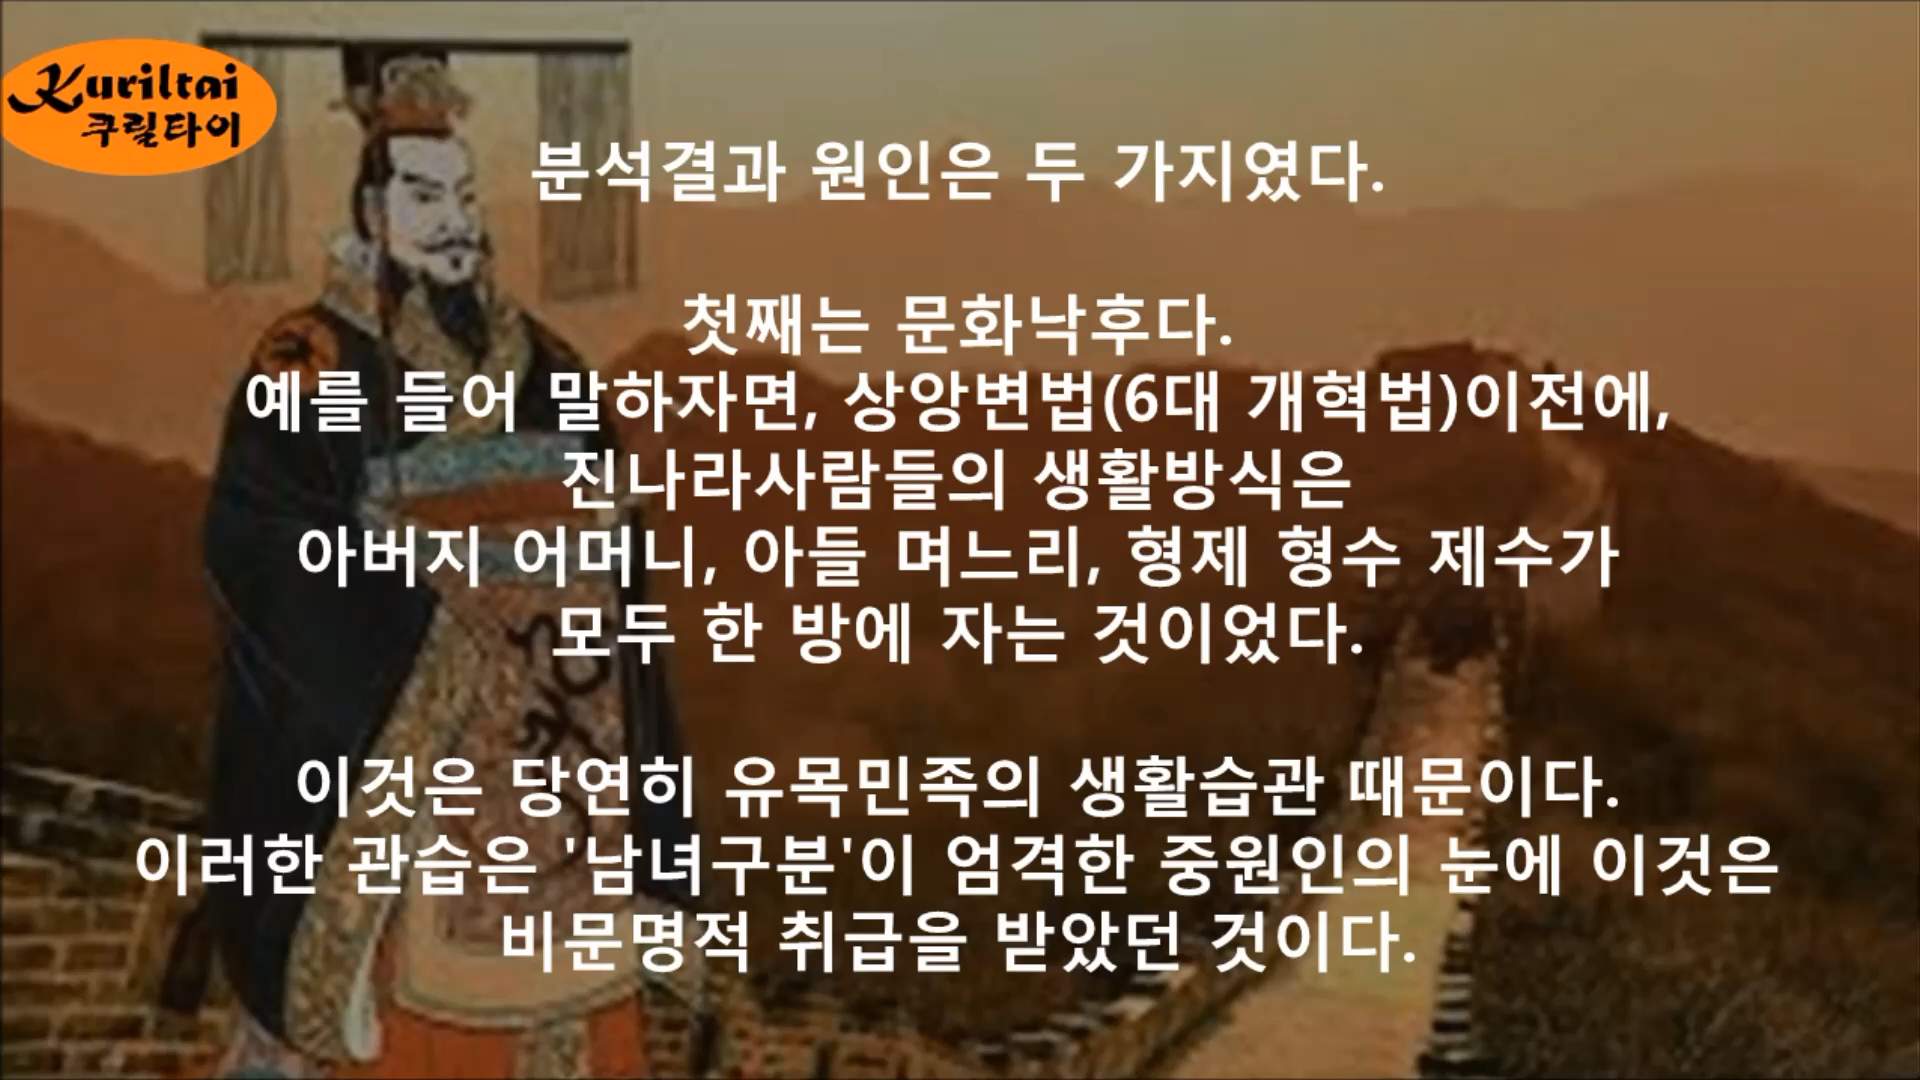 Kuriltai
쿠릴타이
분석결과 원인은 두 가지였다.
첫째는 문화낙후다.
예를 들어 말하자면, 상앙변법(6대 개혁법)이전에,
진나라사람들의 생활방식은
아버지 어머니, 아들 며느리, 형제 형수 제수가
모두 한 방에 자는 것이었다.
이것은 당연히 유목민족의 생활습관 때문이다.
이러한 관습은 '남녀구분'이 엄격한 중원인의 눈에 이것은
비문명적 취급을 받았던 것이다.